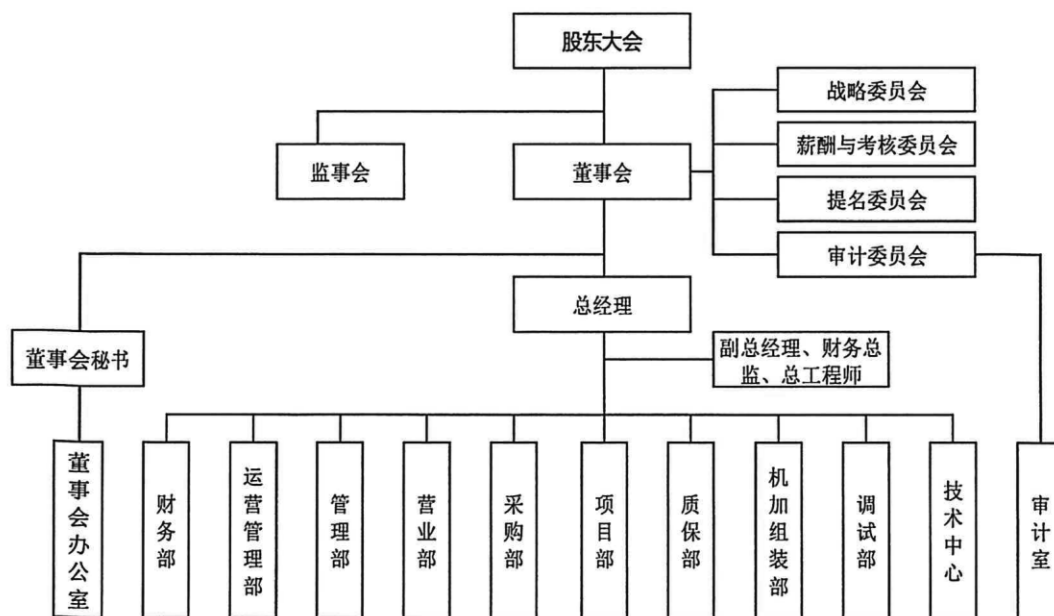 股东大会
战略委员会
薪酬与考核委员会
监事会
董事会
提名委员会
审计委员会
总经理
董事会秘书
副总经理、财务总
监、总工程师
董事会办公室
财务部
运营管理部
管理部
营业部
采购部
项目部
质保部
机加组装部
调试部
技术中心
审计室